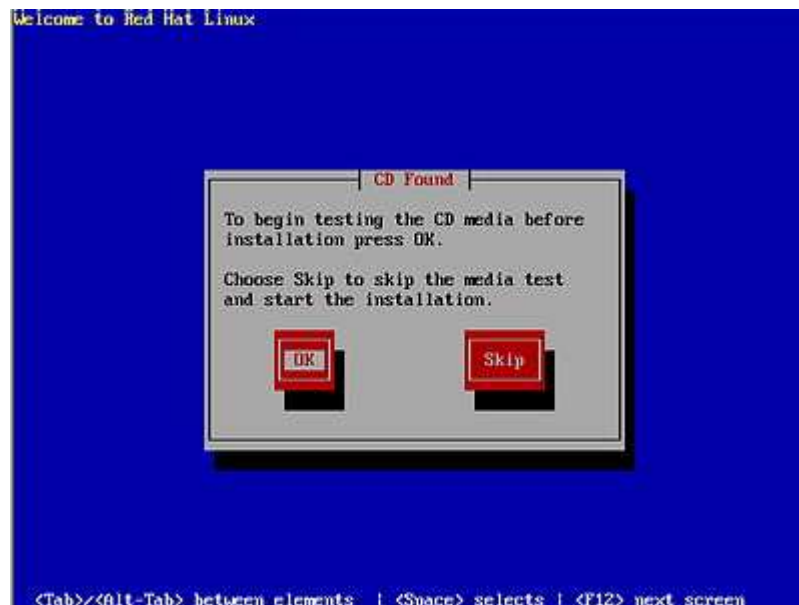 Welcome to Red Hat Linux
CD Found
To begin testing the CD media before
installation press OK.
Choose Skip to skip the media test
and start the installation.
OK
Skip
<Tab>/<Alt-Tab> between elements | <Space> selects | <F12> next screen